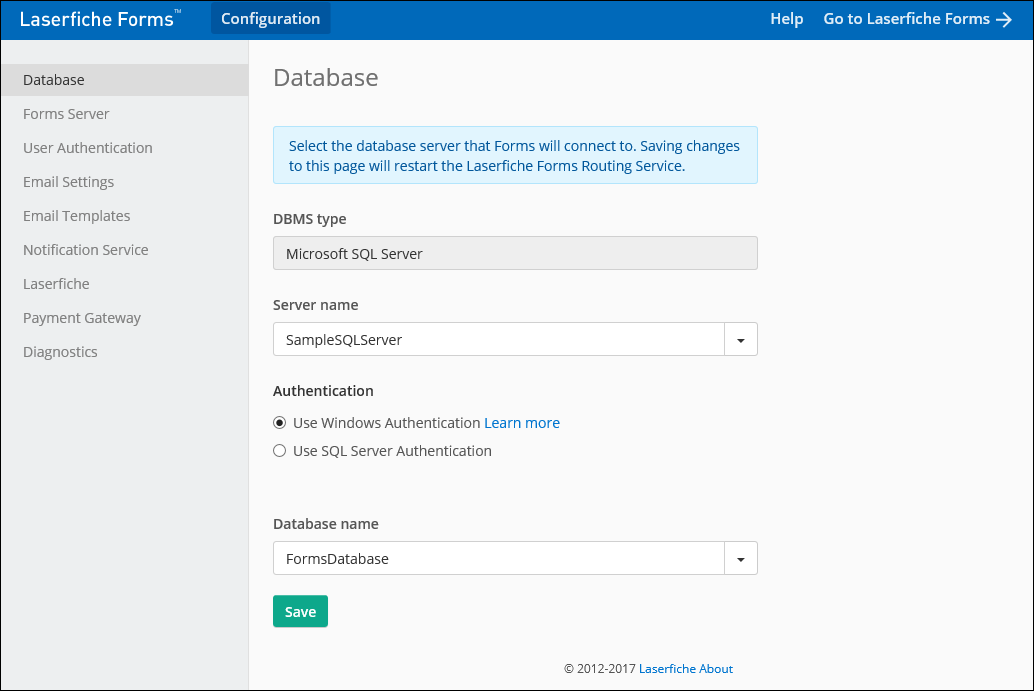 Laserfiche Forms™ Configuration Help Go to Laserfiche Forms
Database
Forms Server
User Authentication
Email Settings
Email Templates
Notification Service
Laserfiche
Payment Gateway
Diagnostics
Database
Select the database server that Forms will connect to. Saving changes
to this page will restart the Laserfiche Forms Routing Service.
DBMS type
Microsoft SQL Server
Server name
SampleSQLServer
Authentication
Use Windows Authentication Learn more
Use SQL Server Authentication
Database name
FormsDatabase
Save
© 2012-2017 Laserfiche About